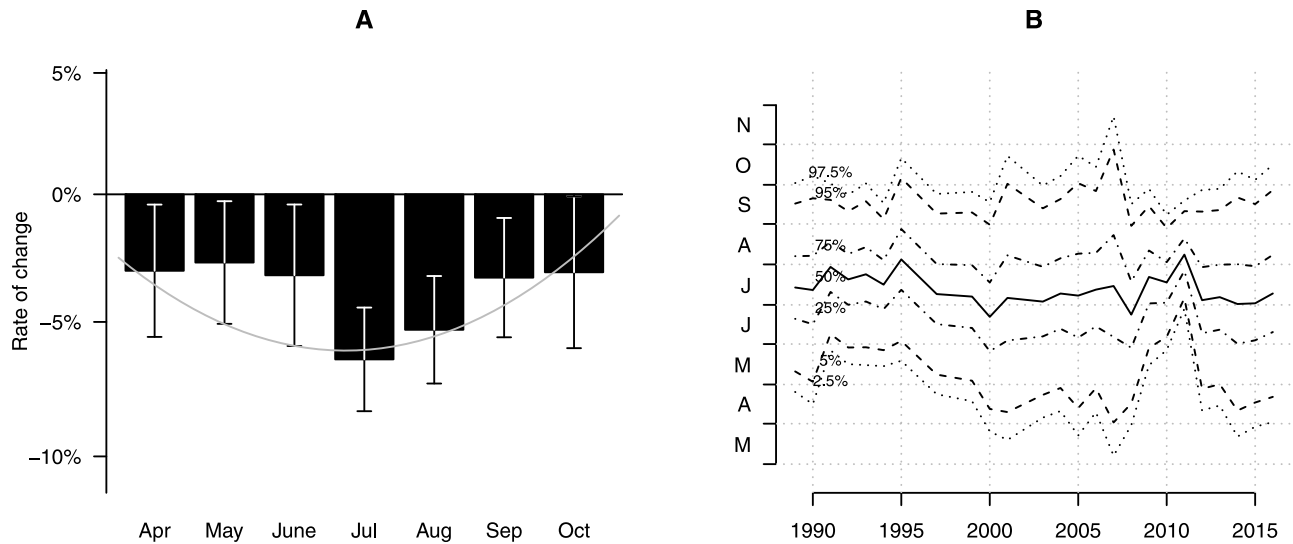 A
5%
0%
−5%
−10%
Rate of change
Apr May June Jul Aug Sep Oct
B
N
O
S
A
J
J
M
A
M
97.5%
95%
75%
50%
25%
5%
2.5%
1990 1995 2000 2005 2010 2015